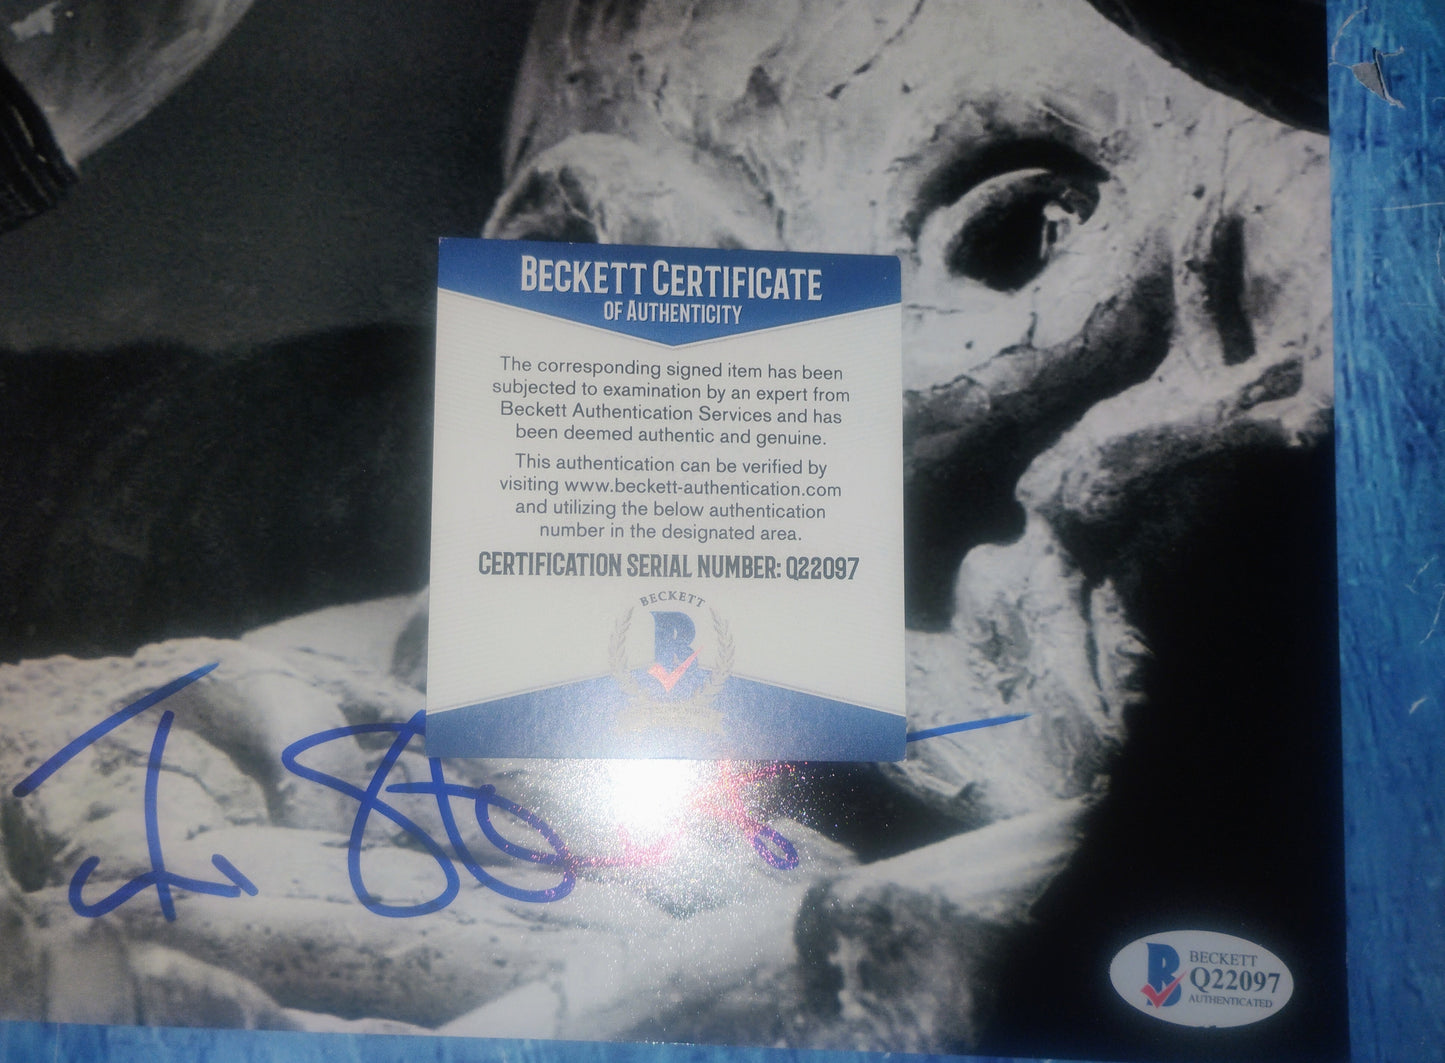 BECKETT CERTIFICATE
OF AUTHENTICITY
The corresponding signed item has been
subjected to examination by an expert from
Beckett Authentication Services and has
been deemed authentic and genuine.
This authentication can be verified by
visiting www.beckett-authentication.com
and utilizing the below authentication
number in the designated area.
CERTIFICATION SERIAL NUMBER: Q22097
BECKETT
B
B
BECKETT
Q22097
AUTHENTICATED